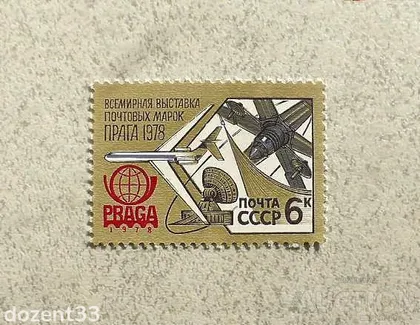 ВСЕМИРНАЯ ВЫСТАВКА
ПОЧТОВЫХ МАРОК
ПРАГА 1978
PRAGA
1978
ПОЧТА
СССР 6К
dozent33